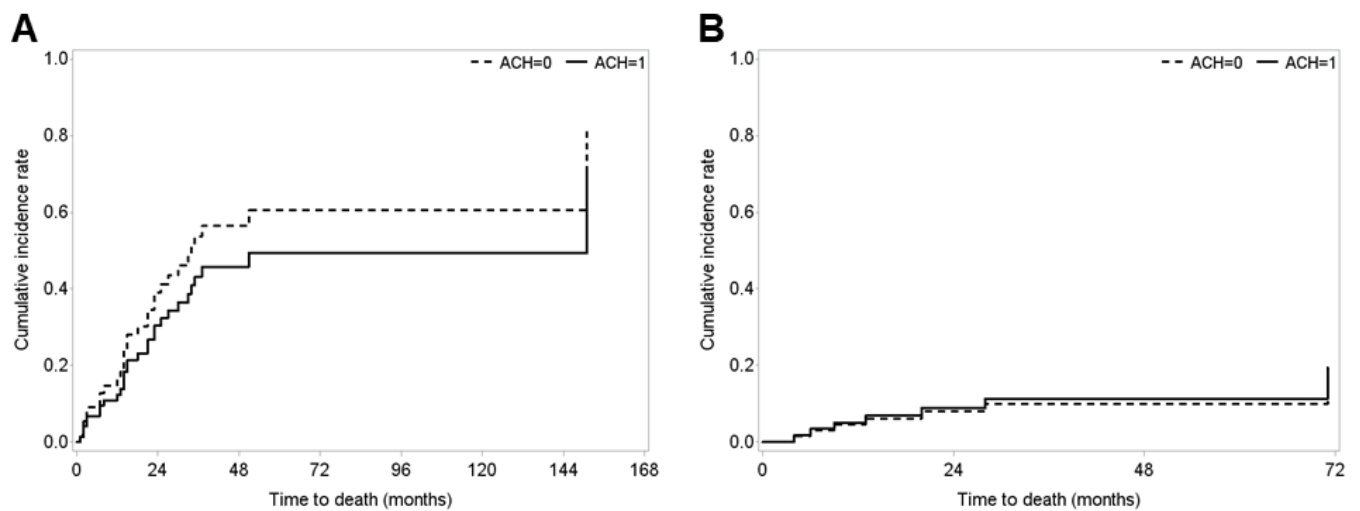 A
ACH=0 ACH=1
Cumulative incidence rate
1.0
0.8
0.6
0.4
0.2
0.0
0 24 48 72 96 120 144 168
Time to death (months)
B
ACH=0 ACH=1
Cumulative incidence rate
1.0
0.8
0.6
0.4
0.2
0.0
0 24 48 72
Time to death (months)